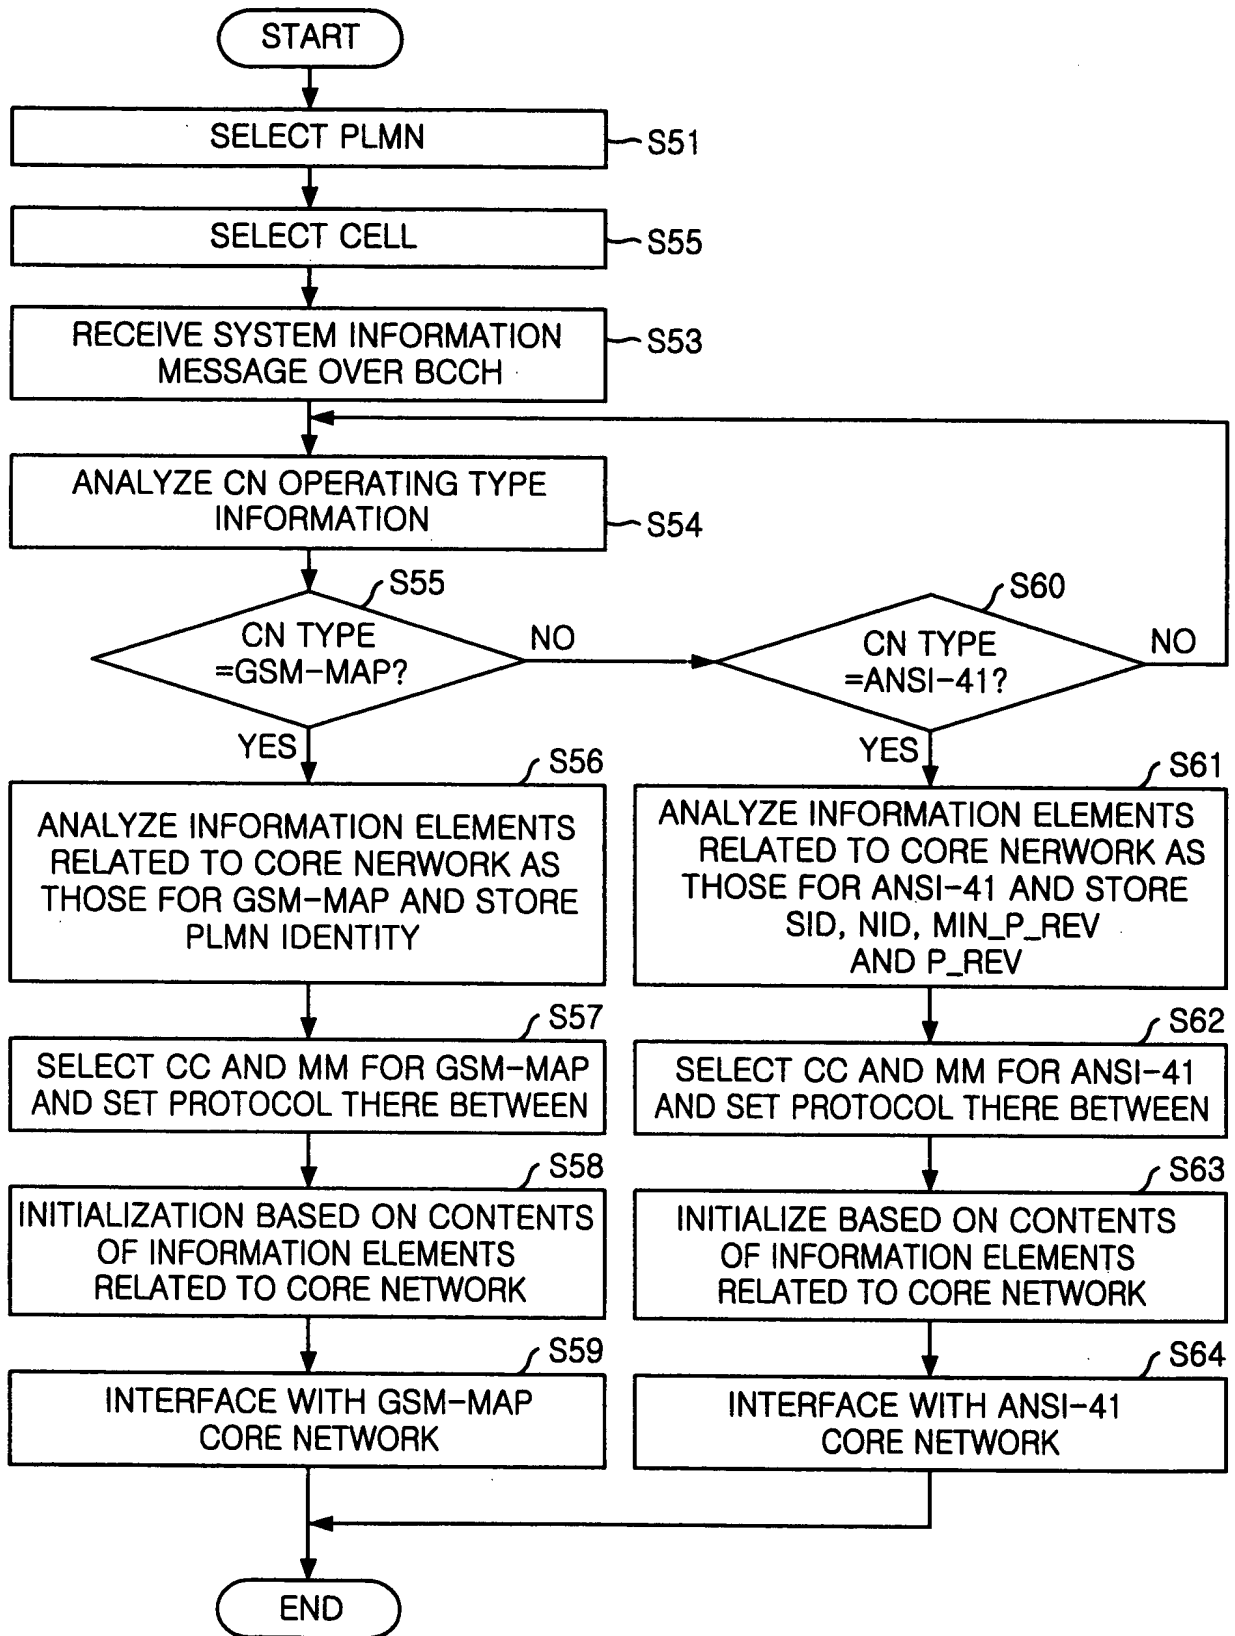 START
SELECT PLMN
S51
SELECT CELL
S55
RECEIVE SYSTEM INFORMATION
MESSAGE OVER BCCH
S53
ANALYZE CN OPERATING TYPE
INFORMATION
S54
S55
CN TYPE
=GSM-MAP?
NO
YES
S60
CN TYPE
=ANSI-41?
NO
YES
S56
ANALYZE INFORMATION ELEMENTS
RELATED TO CORE NERWORK AS
THOSE FOR GSM-MAP AND STORE
PLMN IDENTITY
S57
SELECT CC AND MM FOR GSM-MAP
AND SET PROTOCOL THERE BETWEEN
S58
INITIALIZATION BASED ON CONTENTS
OF INFORMATION ELEMENTS
RELATED TO CORE NETWORK
S59
INTERFACE WITH GSM-MAP
CORE NETWORK
S61
ANALYZE INFORMATION ELEMENTS
RELATED TO CORE NERWORK AS
THOSE FOR ANSI-41 AND STORE
SID, NID, MIN_P_REV
AND P_REV
S62
SELECT CC AND MM FOR ANSI-41
AND SET PROTOCOL THERE BETWEEN
S63
INITIALIZE BASED ON CONTENTS
OF INFORMATION ELEMENTS
RELATED TO CORE NETWORK
S64
INTERFACE WITH ANSI-41
CORE NETWORK
END